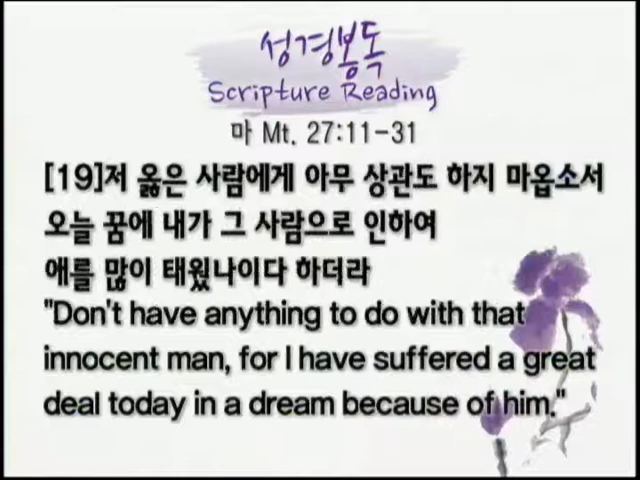 성경봉독
Scripture Reading
마 Mt. 27:11-31
[19]저 옳은 사람에게 아무 상관도 하지 마옵소서
오늘 꿈에 내가 그 사람으로 인하여
애를 많이 태웠나이다 하더라
"Don't have anything to do with that
innocent man, for I have suffered a great
deal today in a dream because of him."